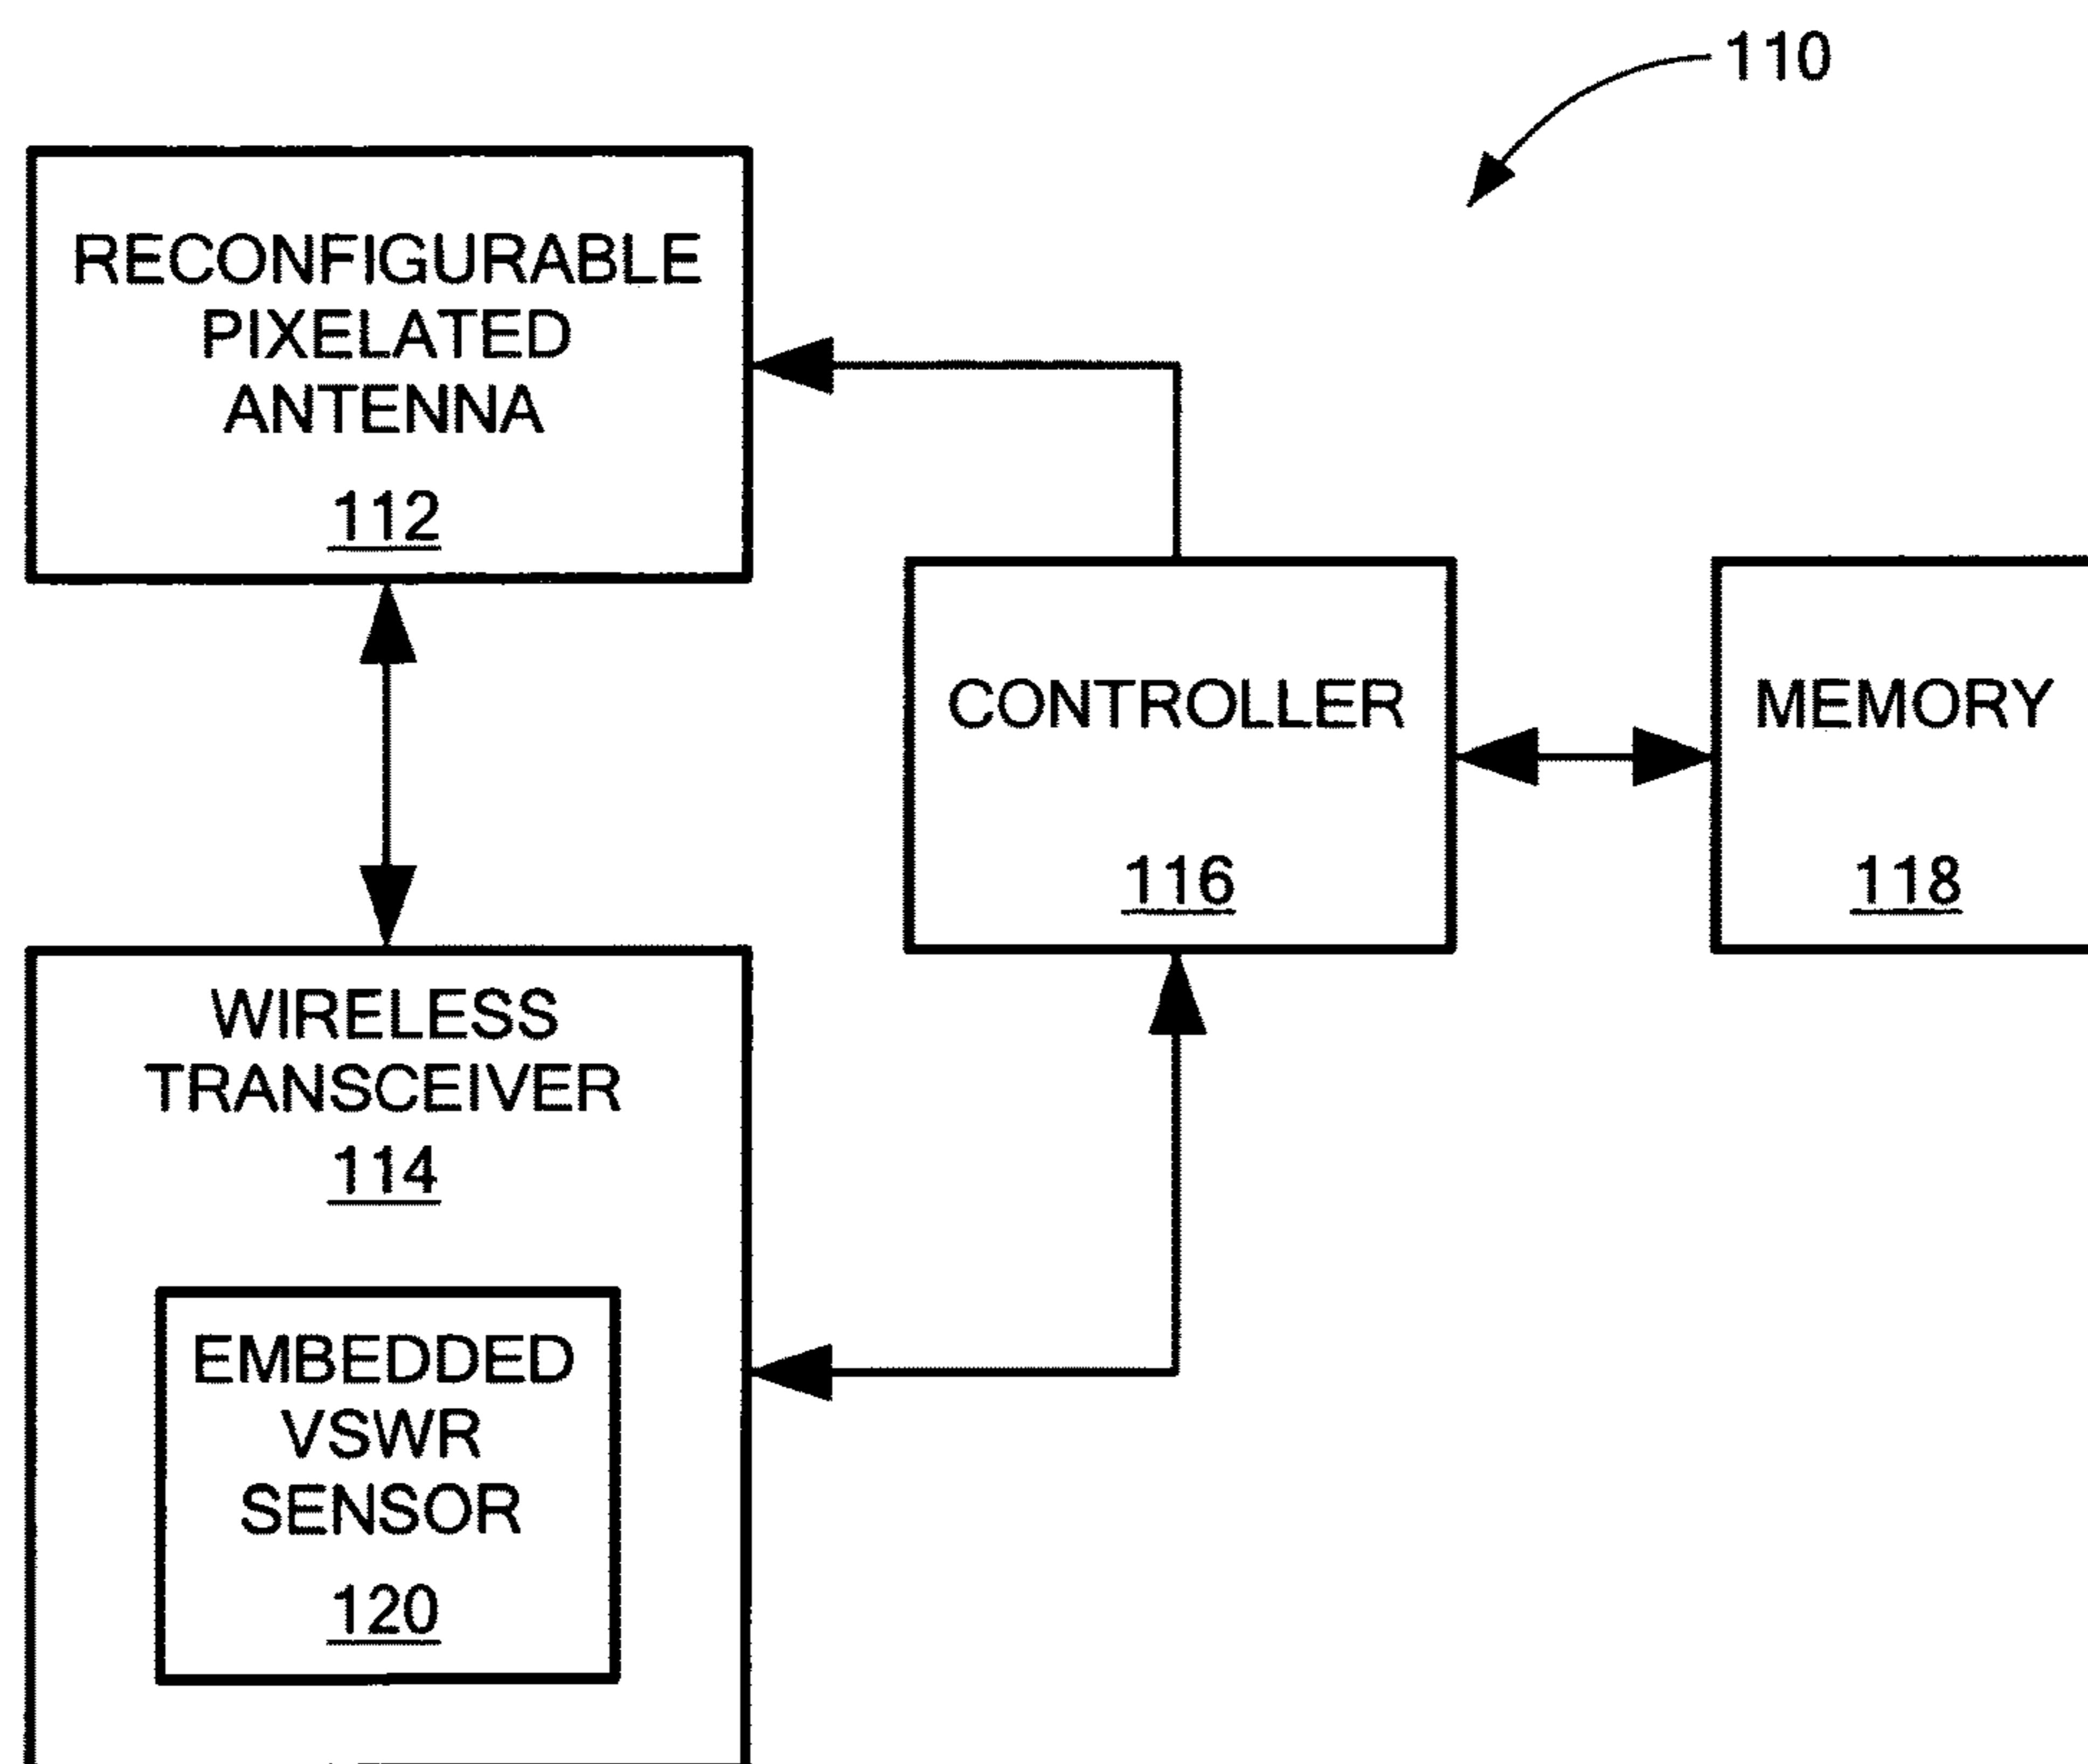 110
RECONFIGURABLE
PIXELATED
ANTENNA
112
CONTROLLER
116
MEMORY
118
WIRELESS
TRANSCEIVER
114
EMBEDDED
VSWR
SENSOR
120